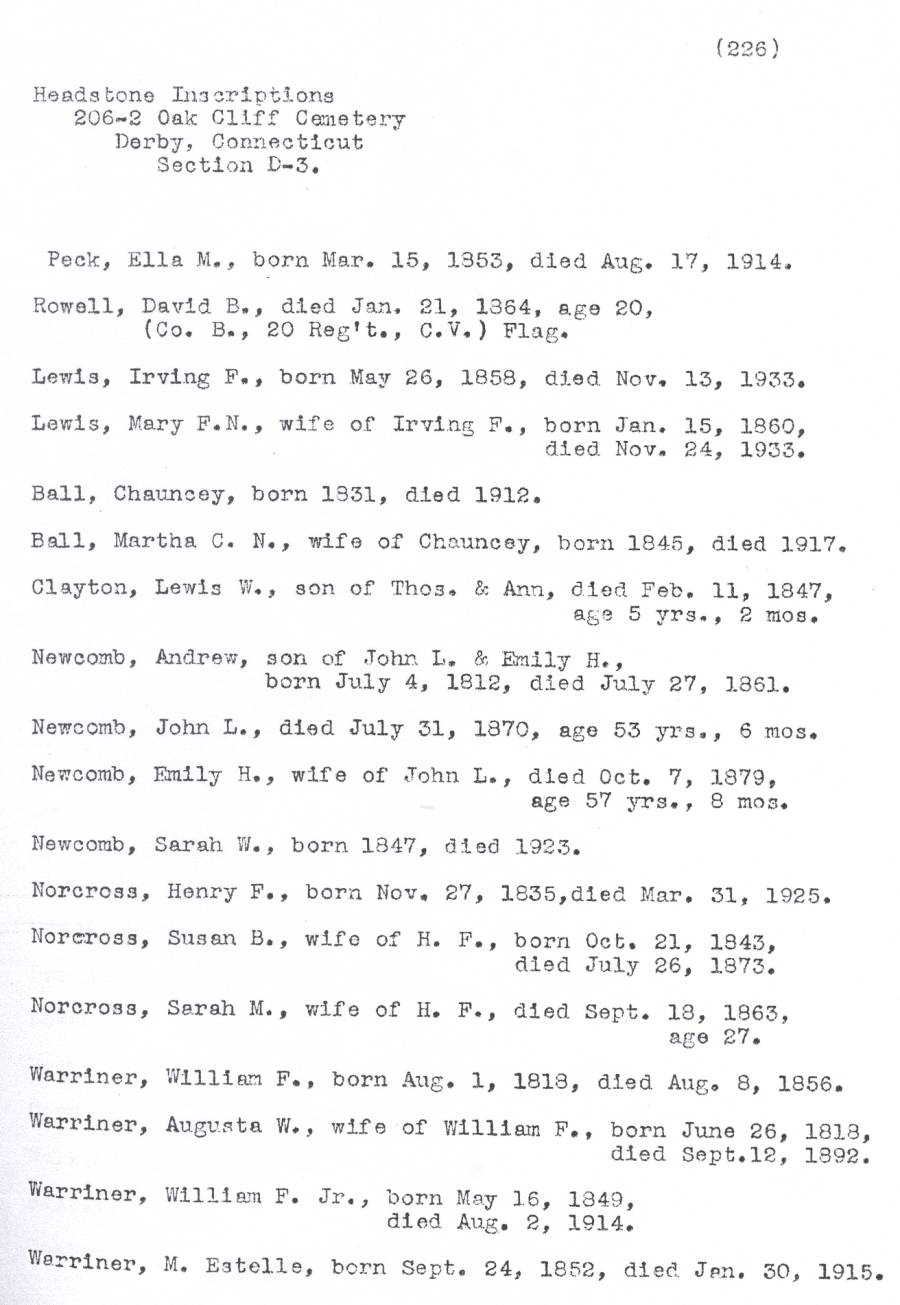 (226)
Headstone Inscriptions
206-2 Oak Cliff Cemetery
Derby, Connecticut
Section D-3.
Peck, Ella M., born Mar. 15, 1853, died Aug. 17, 1914.
Rowell, David B., died Jan. 21, 1864, age 20,
(Co. B., 20 Reg't., C.V.) Flag.
Lewis, Irving F., born May 26, 1858, died Nov. 13, 1933.
Lewis, Mary F.N., wife of Irving F., born Jan. 15, 1860,
died Nov. 24, 1933.
Ball, Chauncey, born 1831, died 1912.
Ball, Martha C. N., wife of Chauncey, born 1845, died 1917.
Clayton, Lewis W., son of Thos. & Ann, died Feb. 11, 1847,
age 5 yrs., 2 mos.
Newcomb, Andrew, son of John L. & Emily H.,
born July 4, 1812, died July 27, 1861.
Newcomb, John L., died July 31, 1870, age 53 yrs., 6 mos.
Newcomb, Emily H., wife of John L., died Oct. 7, 1879,
age 57 yrs., 8 mos.
Newcomb, Sarah W., born 1847, died 1923.
Norcross, Henry F., born Nov. 27, 1835,died Mar. 31, 1925.
Norcross, Susan B., wife of H. F., born Oct. 21, 1843,
died July 26, 1873.
Norcross, Sarah M., wife of H. F., died Sept. 18, 1863,
age 27.
Warriner, William F., born Aug. 1, 1818, died Aug. 8, 1856.
Warriner, Augusta W., wife of William F., born June 26, 1818,
died Sept.12, 1892.
Warriner, William F. Jr., born May 16, 1849,
died Aug. 2, 1914.
Warriner, M. Estelle, born Sept. 24, 1852, died Jan. 30, 1915.